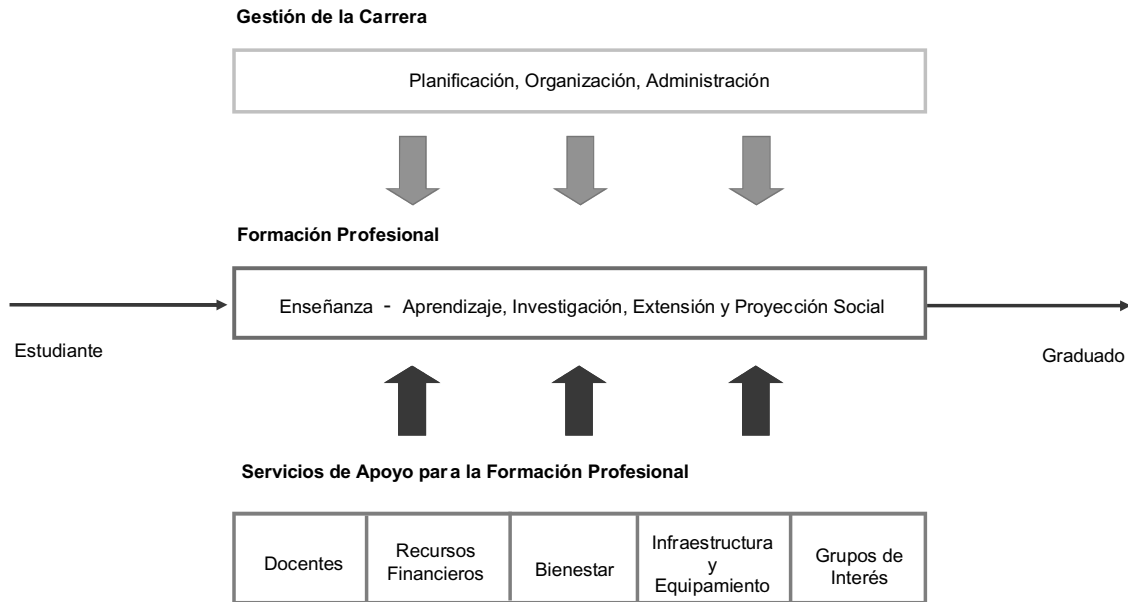 Gestión de la Carrera
Planificación, Organización, Administración
Formación Profesional
Enseñanza - Aprendizaje, Investigación, Extensión y Proyección Social
Estudiante
Graduado
Servicios de Apoyo para la Formación Profesional
Docentes
Recursos
Financieros
Bienestar
Infraestructura
y
Equipamiento
Grupos de
Interés